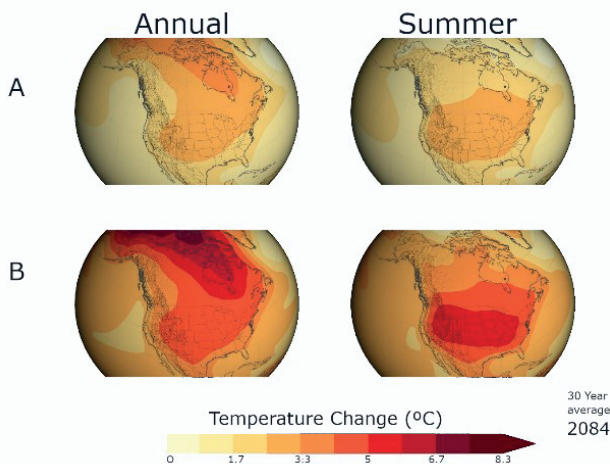 Annual Summer
A
B
30 Year
average
2084
Temperature Change (ºC)
0 1.7 3.3 5 6.7 8.3